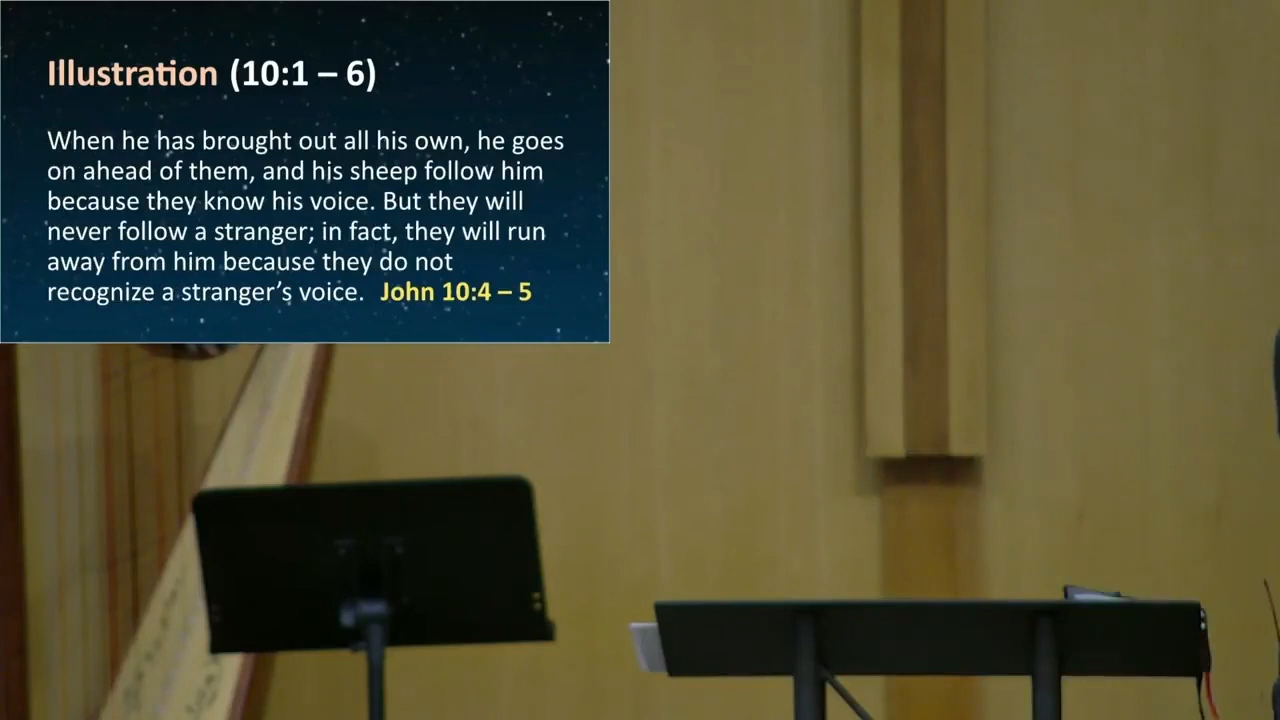 Illustration (10:1 – 6)
When he has brought out all his own, he goes
on ahead of them, and his sheep follow him
because they know his voice. But they will
never follow a stranger; in fact, they will run
away from him because they do not
recognize a stranger’s voice.  John 10:4 – 5